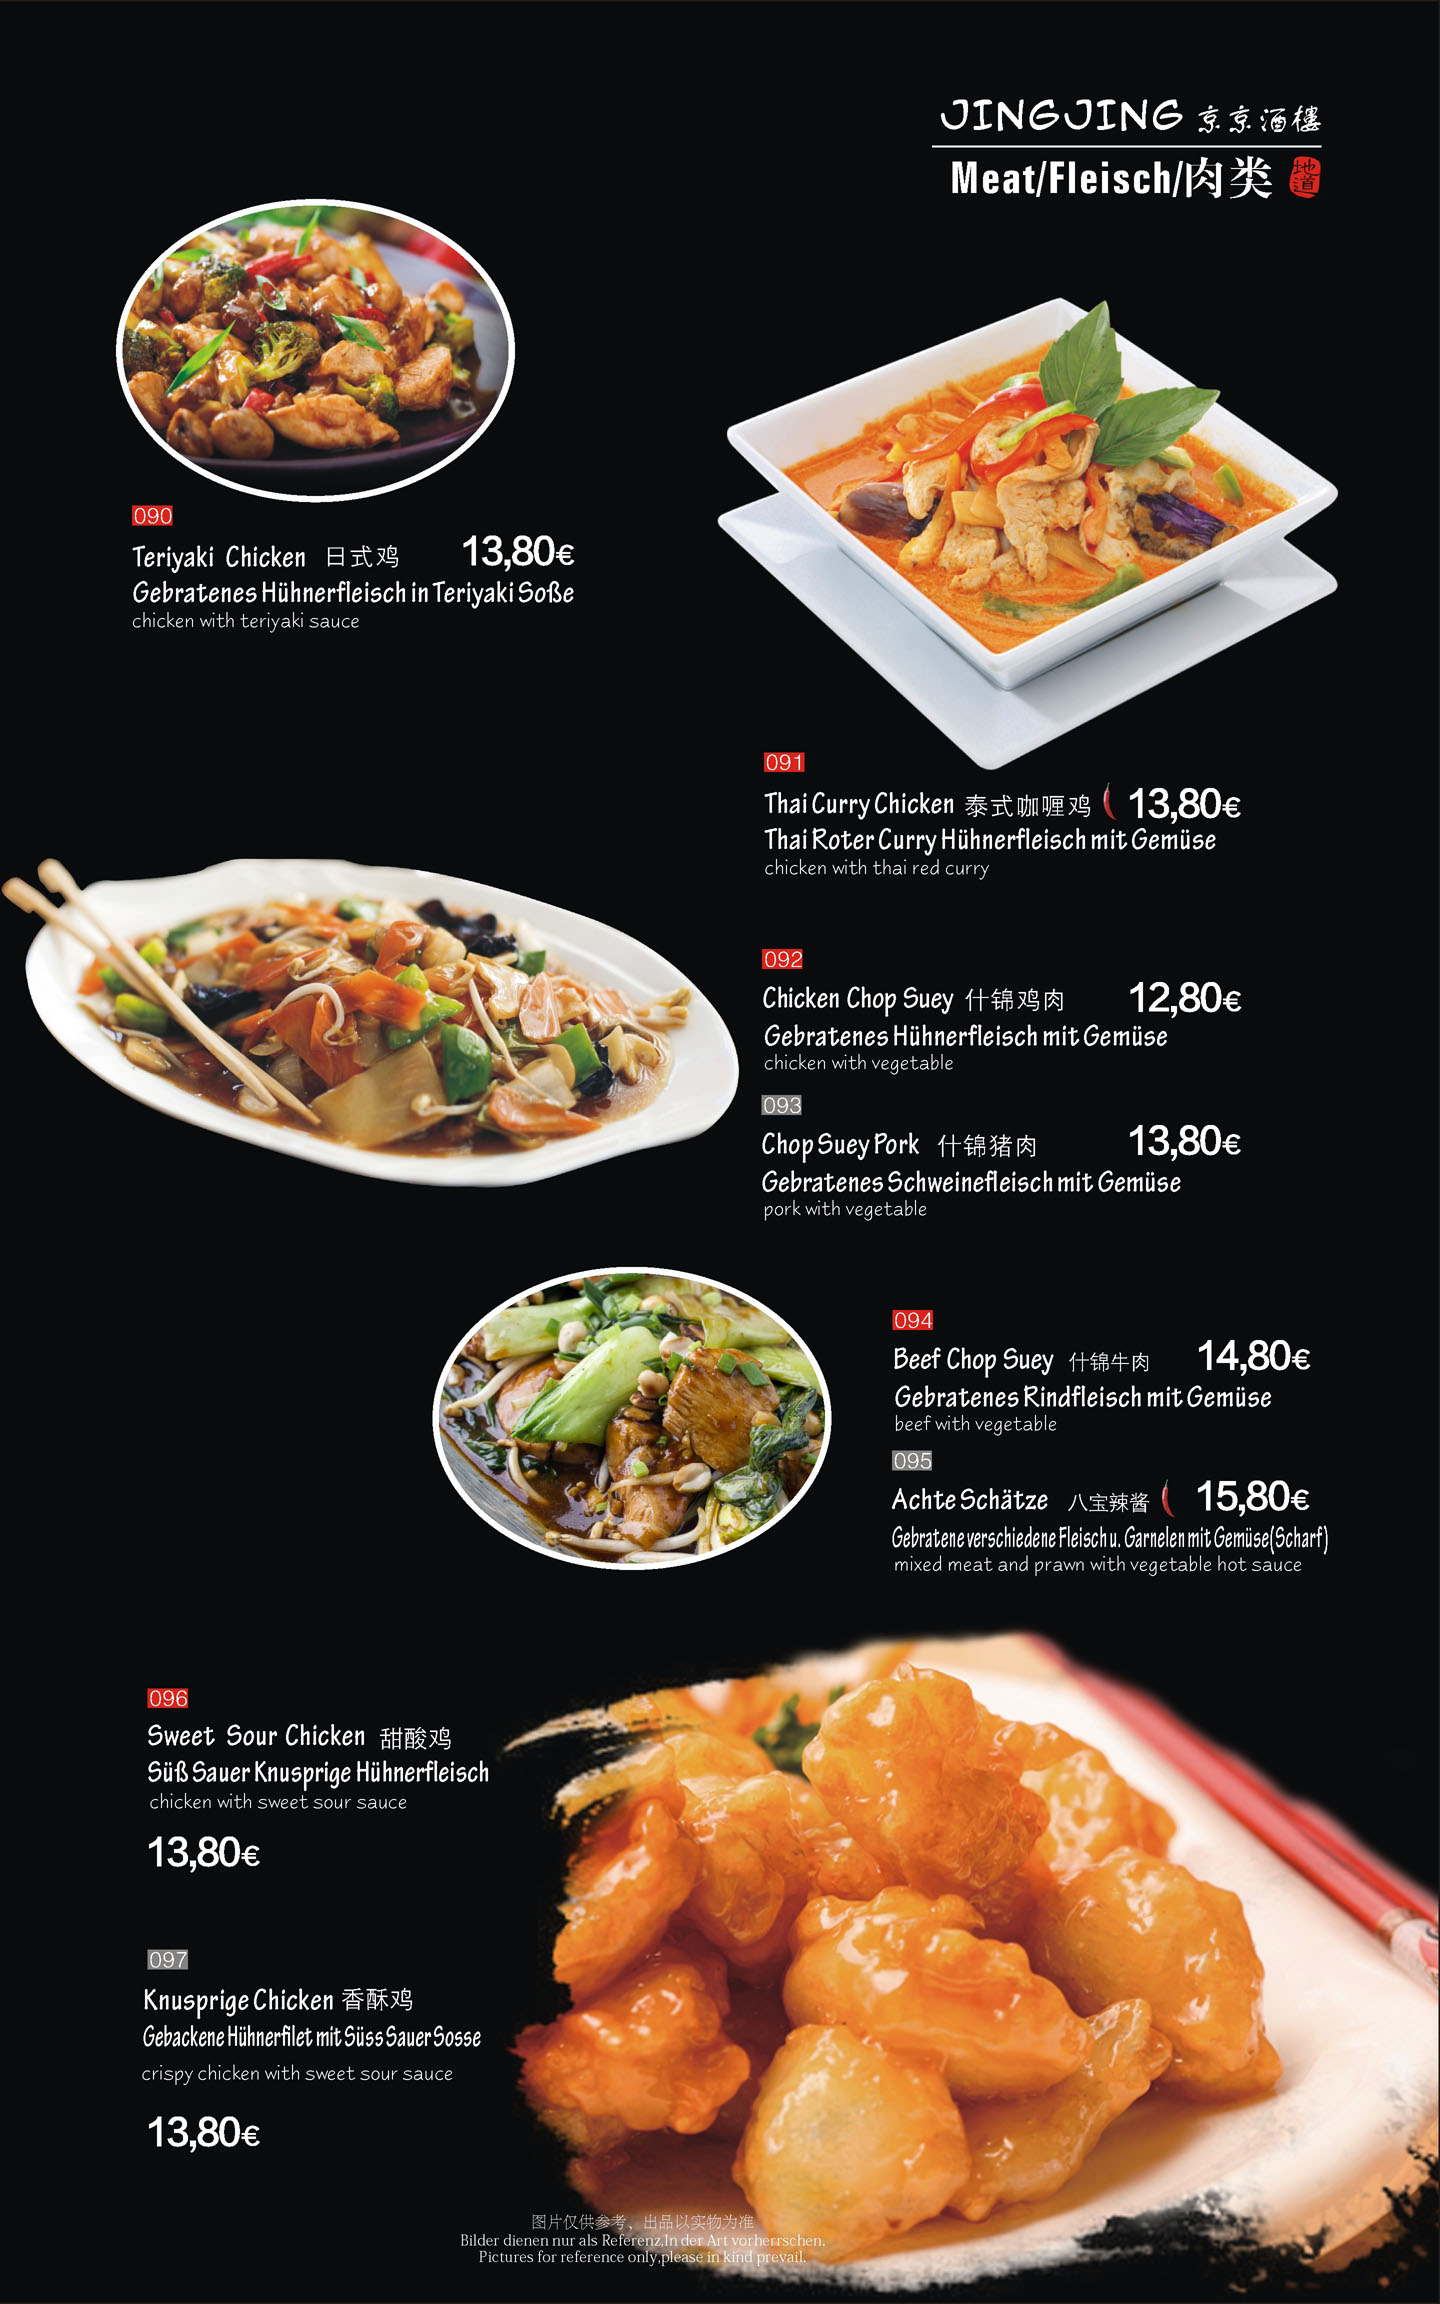 JINGJING 京京酒樓
Meat/Fleisch/肉类 地道
090
Teriyaki Chicken 日式鸡 13,80€
Gebratenes Hühnerfleisch in Teriyaki Soße
chicken with teriyaki sauce
091
Thai Curry Chicken 泰式咖喱鸡 13,80€
Thai Roter Curry Hühnerfleisch mit Gemüse
chicken with thai red curry
092
Chicken Chop Suey 什锦鸡肉 12,80€
Gebratenes Hühnerfleisch mit Gemüse
chicken with vegetable
093
Chop Suey Pork 什锦猪肉 13,80€
Gebratenes Schweinefleisch mit Gemüse
pork with vegetable
094
Beef Chop Suey 什锦牛肉 14,80€
Gebratenes Rindfleisch mit Gemüse
beef with vegetable
095
Achte Schätze 八宝辣酱 15,80€
Gebratene verschiedene Fleisch u. Garnelen mit Gemüse(Scharf)
mixed meat and prawn with vegetable hot sauce
096
Sweet Sour Chicken 甜酸鸡
Süß Sauer Knusprige Hühnerfleisch
chicken with sweet sour sauce
13,80€
097
Knusprige Chicken 香酥鸡
Gebackene Hühnerfilet mit Süss Sauer Sosse
crispy chicken with sweet sour sauce
13,80€
图片仅供参考、出品以实物为准
Bilder dienen nur als Referenz,In der Art vorherrschen.
Pictures for reference only,please in kind prevail.